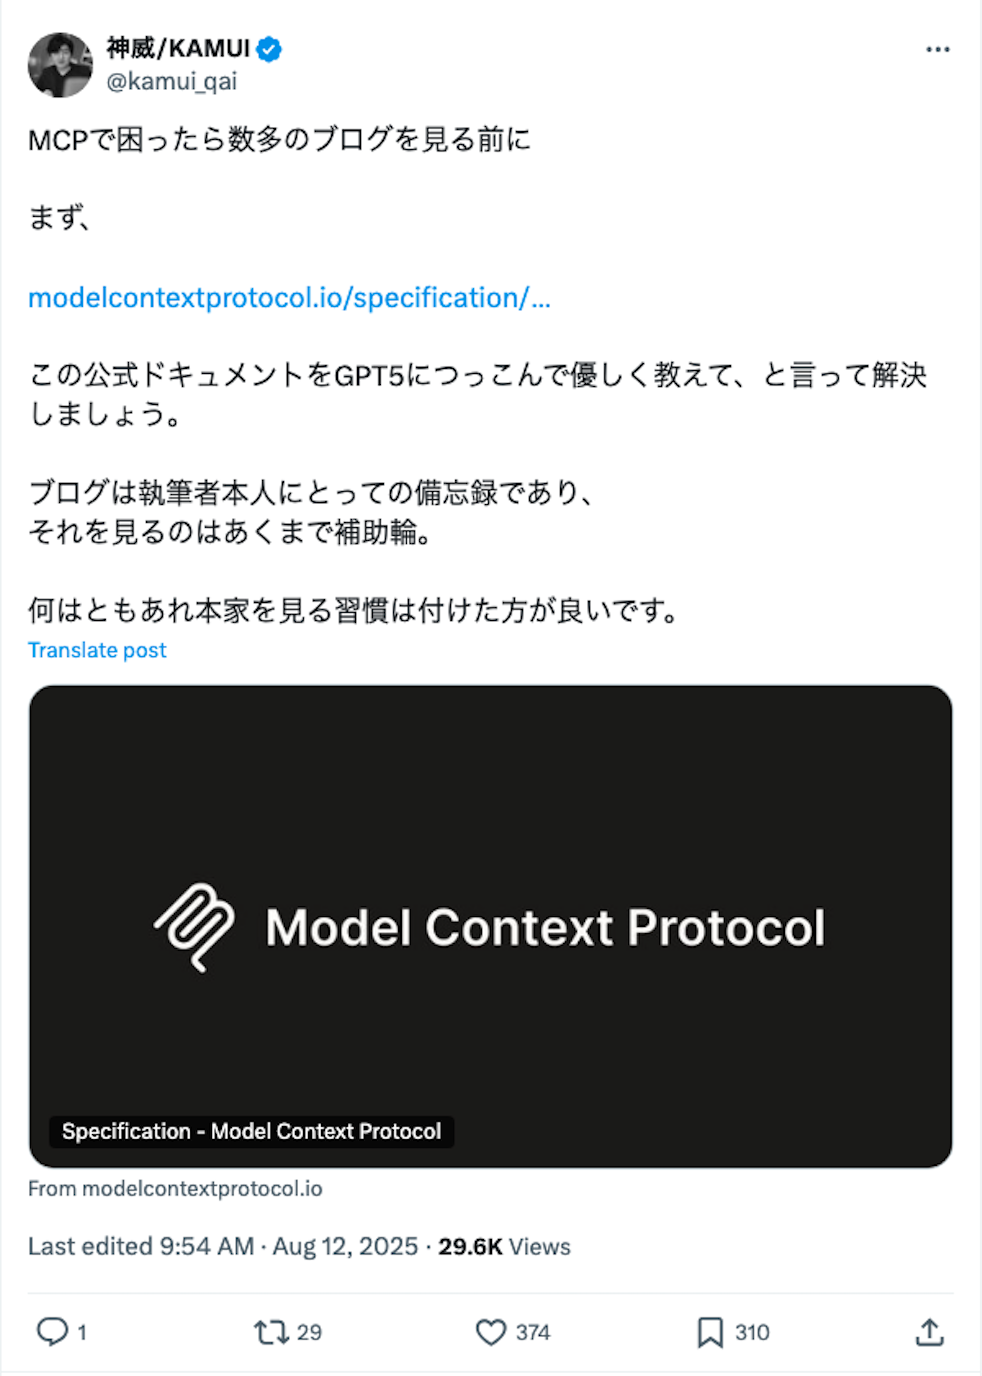 神威/KAMUI
@kamui_qai
MCPで困ったら数多のブログを見る前に
まず、
modelcontextprotocol.io/specification/...
この公式ドキュメントをGPT5につっこんで優しく教えて、と言って解決
しましょう。
ブログは執筆者本人にとっての備忘録であり、
それを見るのはあくまで補助輪。
何はともあれ本家を見る習慣は付けた方が良いです。
Translate post
Model Context Protocol
Specification - Model Context Protocol
From modelcontextprotocol.io
Last edited 9:54 AM · Aug 12, 2025 · 29.6K Views
1 29 374 310